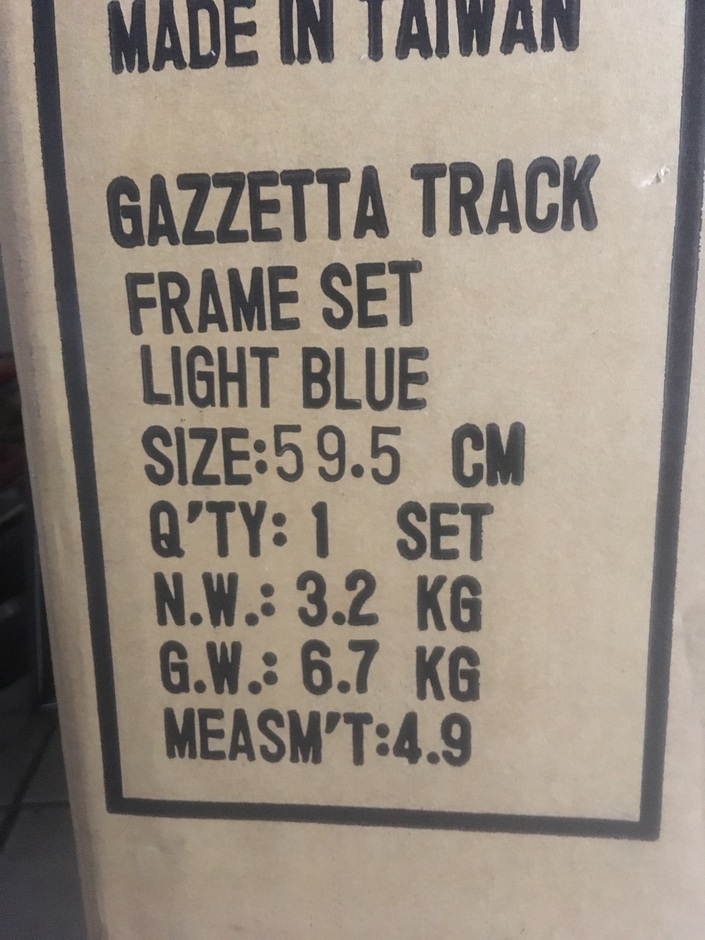 MADE IN TAIWAN
GAZZETTA TRACK
FRAME SET
LIGHT BLUE
SIZE:59.5 CM
Q'TY: 1 SET
N.W.: 3.2 KG
G.W.: 6.7 KG
MEASM'T:4.9